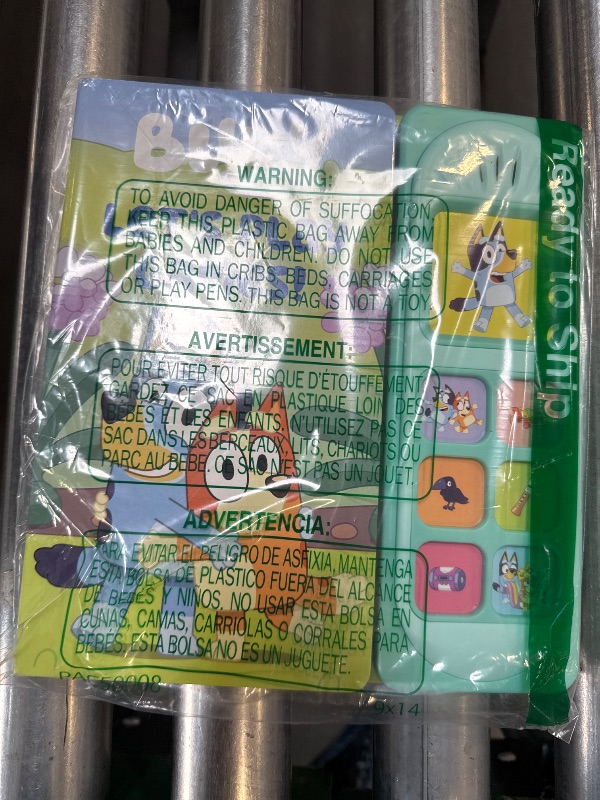 WARNING:
TO AVOID DANGER OF SUFFOCATION
KEEP THIS PLASTIC BAG AWAY FROM
BABIES AND CHILDREN. DO NOT USE
THIS BAG IN CRIBS, BEDS, CARRIAGES
OR PLAY PENS. THIS BAG IS NOT A TOY.
AVERTISSEMENT:
POUR ÉVITER TOUT RISQUE D'ÉTOUFFEMENT
GARDEZ CE SAC EN PLASTIQUE LOIN DES
BÉBÉS ET LES ENFANTS. N'UTILISEZ PAS CE
SAC DANS LES BERCEAUX, LITS, CHARIOTS OU
PARC AU BÉBÉ. CE SAC N'EST PAS UN JOUET.
ADVERTENCIA:
PARA EVITAR EL PELIGRO DE ASFIXIA, MANTENGA
ESTA BOLSA DE PLÁSTICO FUERA DEL ALCANCE
DE BEBÉS Y NIÑOS. NO USAR ESTA BOLSA EN
CUNAS, CAMAS, CARRIOLAS O CORRALES PARA
BEBÉS. ESTA BOLSA NO ES UN JUGUETE.
9x14
Ready to Ship